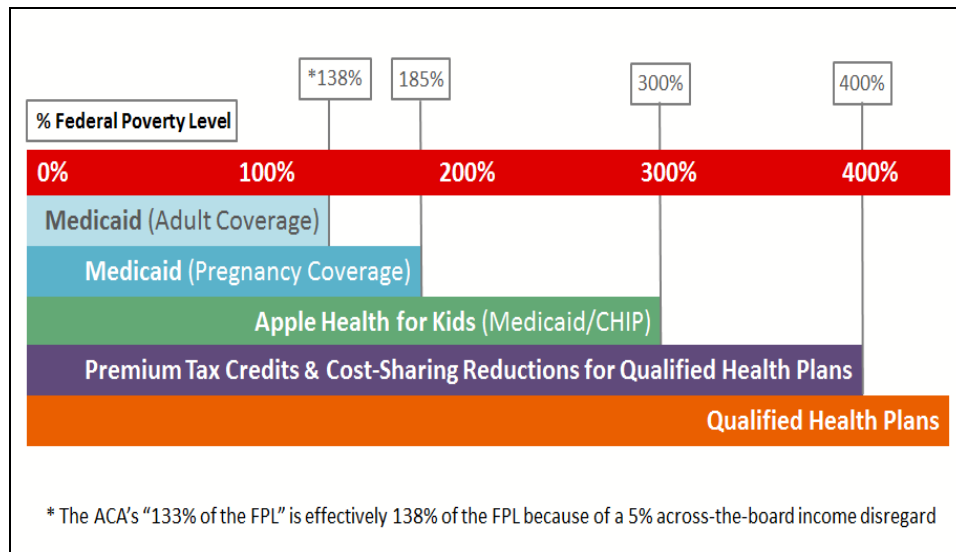 *138% 185% 300% 400%
% Federal Poverty Level
0% 100% 200% 300% 400%
Medicaid (Adult Coverage)
Medicaid (Pregnancy Coverage)
Apple Health for Kids (Medicaid/CHIP)
Premium Tax Credits & Cost-Sharing Reductions for Qualified Health Plans
Qualified Health Plans
* The ACA's “133% of the FPL” is effectively 138% of the FPL because of a 5% across-the-board income disregard